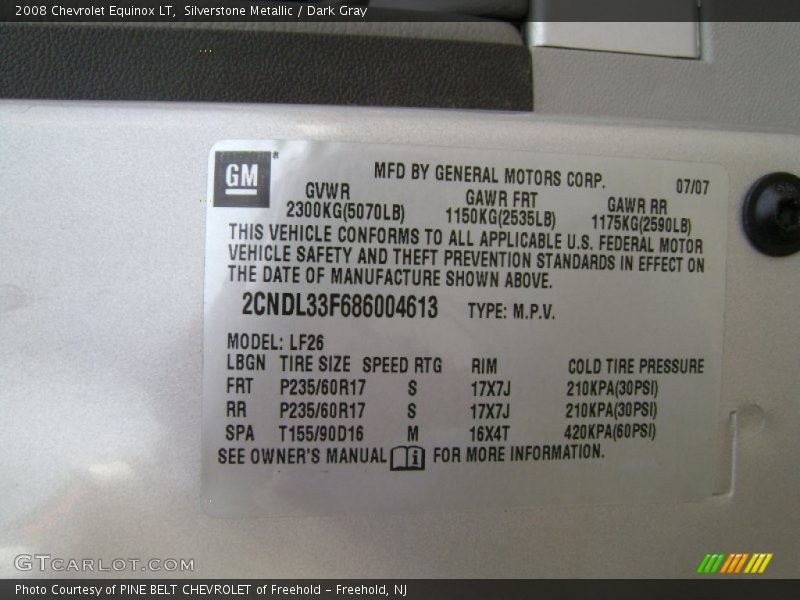 2008 Chevrolet Equinox LT,  Silverstone Metallic / Dark Gray
GM
MFD BY GENERAL MOTORS CORP. 07/07
GVWR GAWR FRT GAWR RR
2300KG(5070LB) 1150KG(2535LB) 1175KG(2590LB)
THIS VEHICLE CONFORMS TO ALL APPLICABLE U.S. FEDERAL MOTOR
VEHICLE SAFETY AND THEFT PREVENTION STANDARDS IN EFFECT ON
THE DATE OF MANUFACTURE SHOWN ABOVE.
2CNDL33F686004613 TYPE: M.P.V.
MODEL: LF26
LBGN TIRE SIZE SPEED RTG RIM COLD TIRE PRESSURE
FRT P235/60R17 S 17X7J 210KPA(30PSI)
RR P235/60R17 S 17X7J 210KPA(30PSI)
SPA T155/90D16 M 16X4T 420KPA(60PSI)
SEE OWNER'S MANUAL FOR MORE INFORMATION.
GTCARLOT.COM
Photo Courtesy of PINE BELT CHEVROLET of Freehold - Freehold, NJ